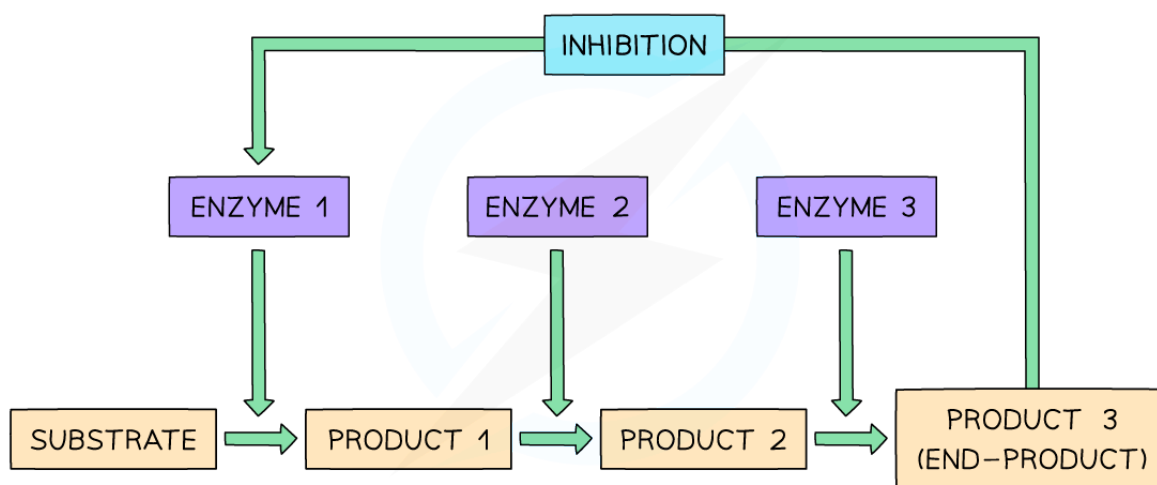 INHIBITION
ENZYME 1
ENZYME 2
ENZYME 3
SUBSTRATE
PRODUCT 1
PRODUCT 2
PRODUCT 3
(END-PRODUCT)